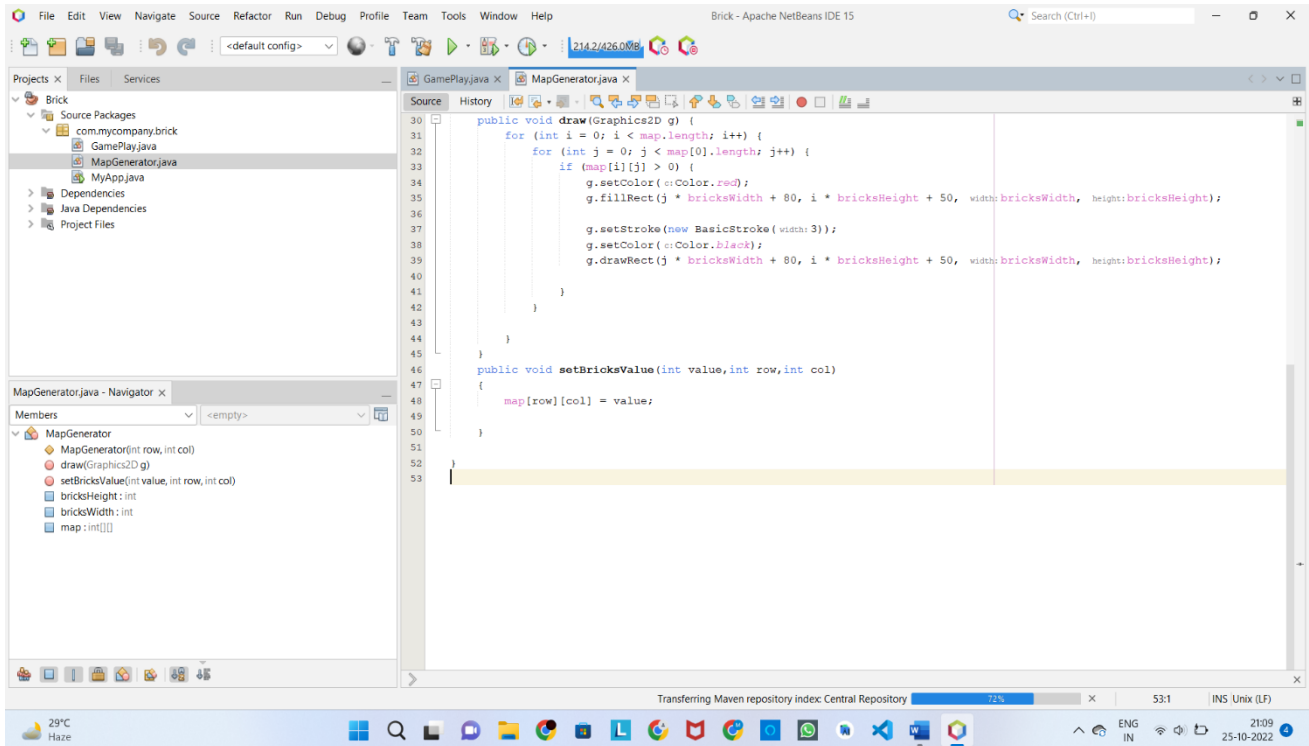 File Edit View Navigate Source Refactor Run Debug Profile Team Tools Window Help Brick - Apache NetBeans IDE 15 Search (Ctrl+I)
<default config> 214.2/426.0MB
Projects Files Services
Brick
Source Packages
com.mycompany.brick
GamePlay.java
MapGenerator.java
MyApp.java
Dependencies
Java Dependencies
Project Files
MapGenerator.java - Navigator
Members <empty>
MapGenerator
MapGenerator(int row, int col)
draw(Graphics2D g)
setBricksValue(int value, int row, int col)
bricksHeight : int
bricksWidth : int
map : int[][]
GamePlay.java MapGenerator.java
Source History
30 public void draw(Graphics2D g) {
31 for (int i = 0; i < map.length; i++) {
32 for (int j = 0; j < map[0].length; j++) {
33 if (map[i][j] > 0) {
34 g.setColor( c: Color.red);
35 g.fillRect(j * bricksWidth + 80, i * bricksHeight + 50, width: bricksWidth, height: bricksHeight);
36
37 g.setStroke(new BasicStroke( width: 3));
38 g.setColor( c: Color.black);
39 g.drawRect(j * bricksWidth + 80, i * bricksHeight + 50, width: bricksWidth, height: bricksHeight);
40
41 }
42 }
43
44 }
45 }
46 public void setBricksValue(int value,int row,int col)
47 {
48 map[row][col] = value;
49
50 }
51
52 }
53
Transferring Maven repository index: Central Repository 72% 53:1 INS Unix (LF)
29°C
Haze
ENG
IN
21:09
25-10-2022
4